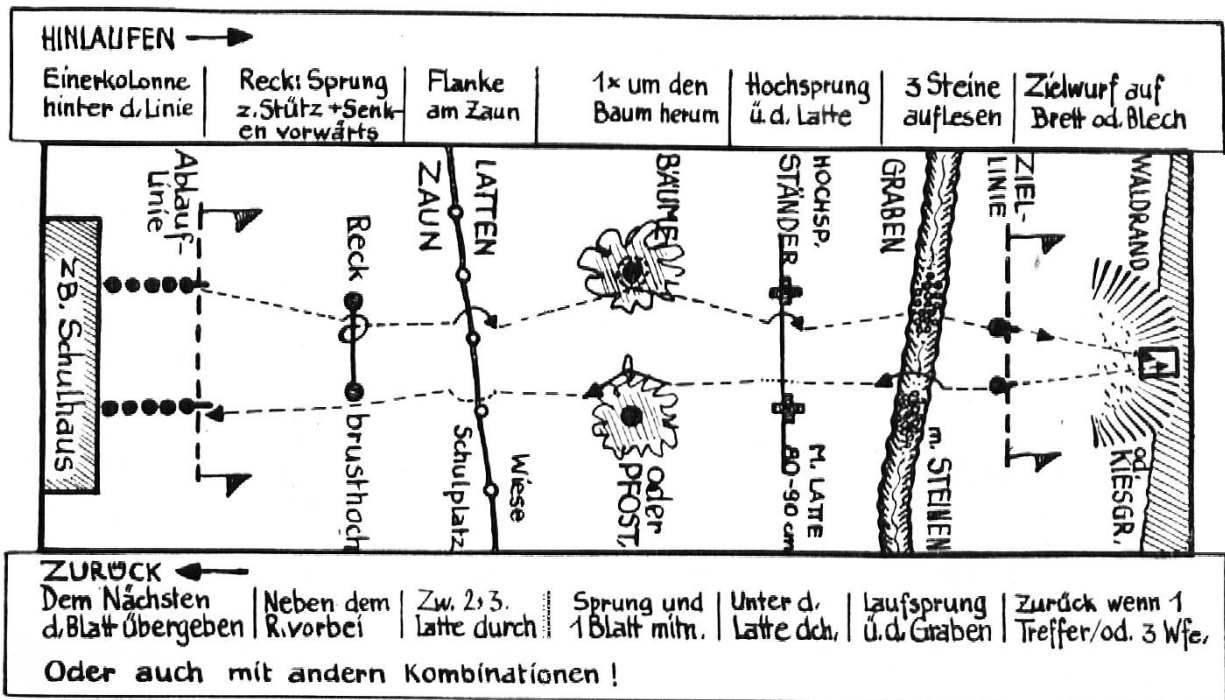 HINLAUFEN
Einerkolonne
hinter d. Linie
Reck: Sprung
z. Stütz + Senk-
en vorwärts
Flanke
am Zaun
1x um den
Baum herum
Hochsprung
ü.d. Latte
3 Steine
auflesen
Zielwurf auf
Brett od. Blech
ZB. Schulhaus
Ablauf-
Linie
Reck
brusthoch
LATTEN
ZAUN
Schulplatz
Wiese
BÄUME
oder
PFOST.
HOCHSP.
STÄNDER
M. LATTE
80-90 cm
GRABEN
m. STEINEN
ZIEL-
LINIE
WALDRAND
od.
KIESGR.
ZURÜCK
Dem Nächsten
d. Blatt übergeben
Neben dem
R. vorbei
Zw. 2, 3.
Latte durch
Sprung und
1 Blatt mitn.
Unter d.
Latte dch.
Laufsprung
ü.d. Graben
Zurück wenn 1
Treffer/od. 3 Wfe.
Oder auch mit andern Kombinationen!